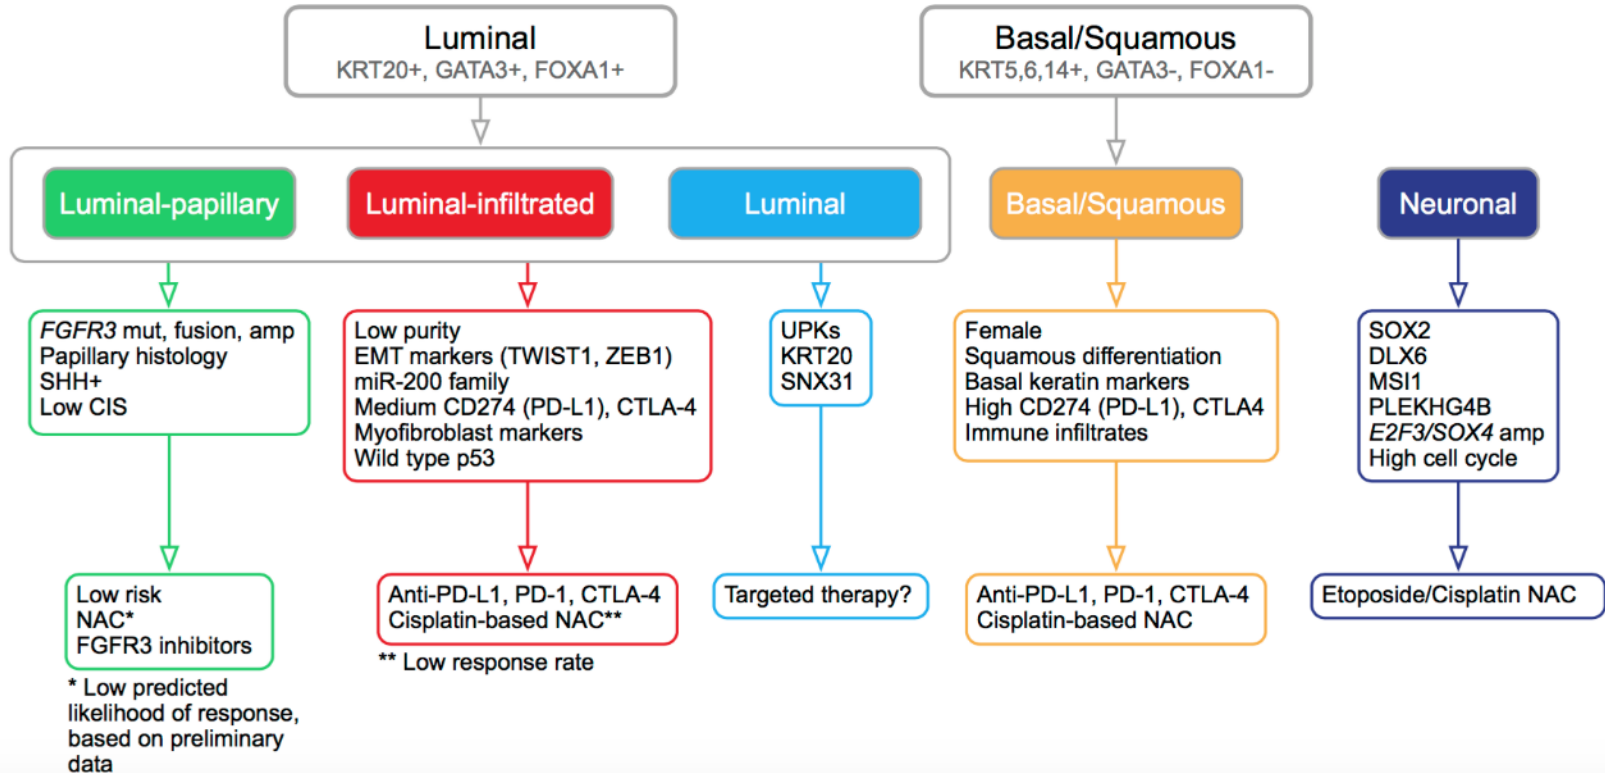 Luminal
KRT20+, GATA3+, FOXA1+
Basal/Squamous
KRT5,6,14+, GATA3-, FOXA1-
Luminal-papillary
Luminal-infiltrated
Luminal
Basal/Squamous
Neuronal
FGFR3 mut, fusion, amp
Papillary histology
SHH+
Low CIS
Low purity
EMT markers (TWIST1, ZEB1)
miR-200 family
Medium CD274 (PD-L1), CTLA-4
Myofibroblast markers
Wild type p53
UPKs
KRT20
SNX31
Female
Squamous differentiation
Basal keratin markers
High CD274 (PD-L1), CTLA4
Immune infiltrates
SOX2
DLX6
MSI1
PLEKHG4B
E2F3/SOX4 amp
High cell cycle
Low risk
NAC*
FGFR3 inhibitors
* Low predicted
likelihood of response,
based on preliminary
data
Anti-PD-L1, PD-1, CTLA-4
Cisplatin-based NAC**
** Low response rate
Targeted therapy?
Anti-PD-L1, PD-1, CTLA-4
Cisplatin-based NAC
Etoposide/Cisplatin NAC